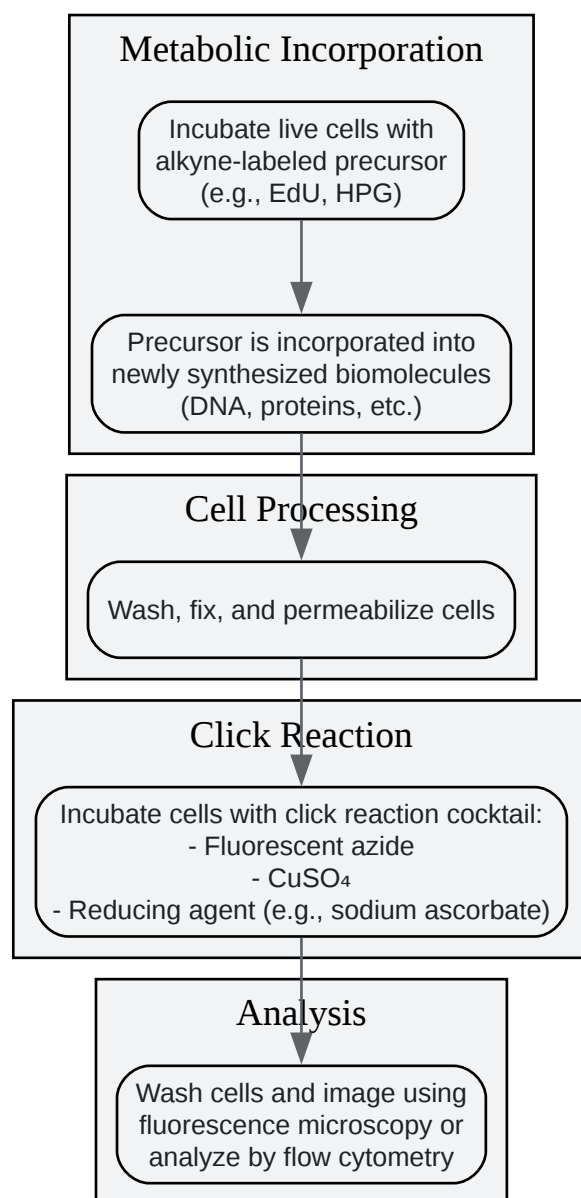 Metabolic Incorporation
Incubate live cells with
alkyne-labeled precursor
(e.g., EdU, HPG)
Precursor is incorporated into
newly synthesized biomolecules
(DNA, proteins, etc.)
Cell Processing
Wash, fix, and permeabilize cells
Click Reaction
Incubate cells with click reaction cocktail:
- Fluorescent azide
- CuSO₄
- Reducing agent (e.g., sodium ascorbate)
Analysis
Wash cells and image using
fluorescence microscopy or
analyze by flow cytometry